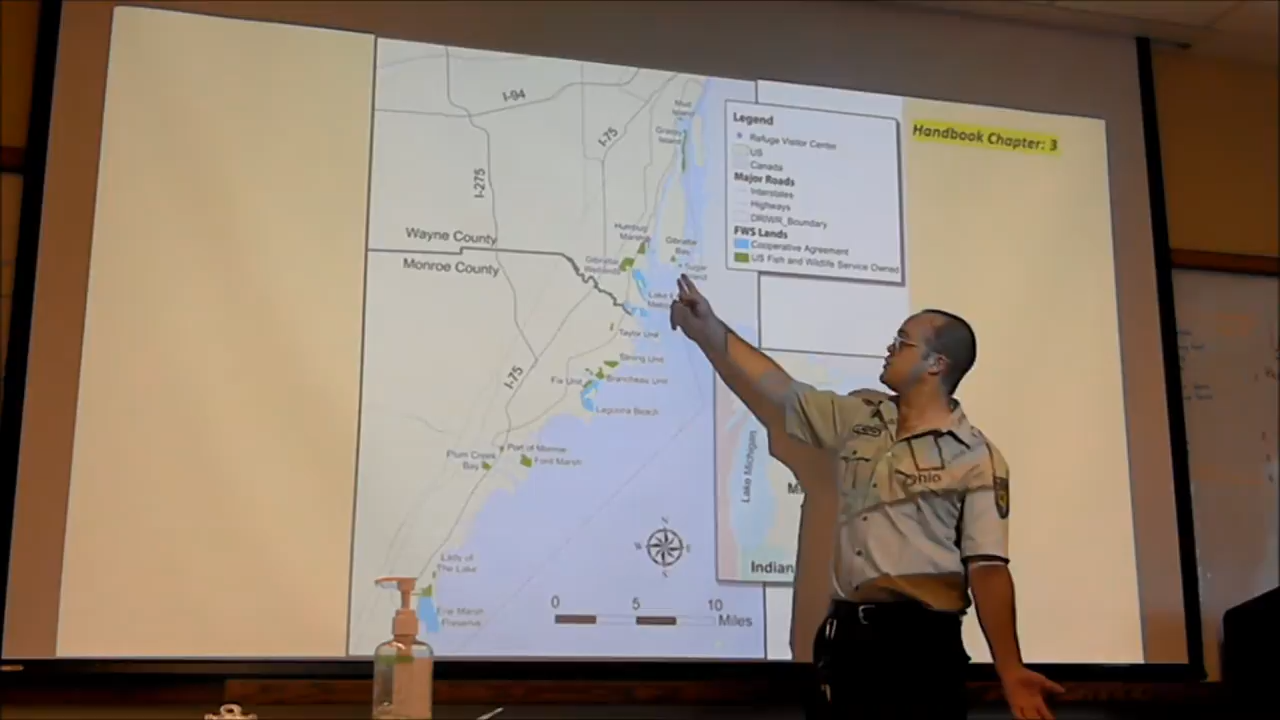 Handbook Chapter: 3
I-94
I-75
I-275
Mud
Island
Grassy
Island
Legend
Refuge Visitor Center
US
Canada
Major Roads
Interstates
Highways
DRIWR_Boundary
FWS Lands
Cooperative Agreement
US Fish and Wildlife Service Owned
Wayne County
Monroe County
Humbug
Marsh
Gibraltar
Bay
Gibraltar
Wetlands
Sugar
Island
Lake
Taylor Unit
Strong Unit
Fix Unit
Brancheau Unit
Lagoona Beach
I-75
Port of Monroe
Plum Creek
Bay
Ford Marsh
Lady of
The Lake
Erie Marsh
Preserve
N
W
E
S
0 5 10
Miles
Lake Michigan
Indian
Ohio